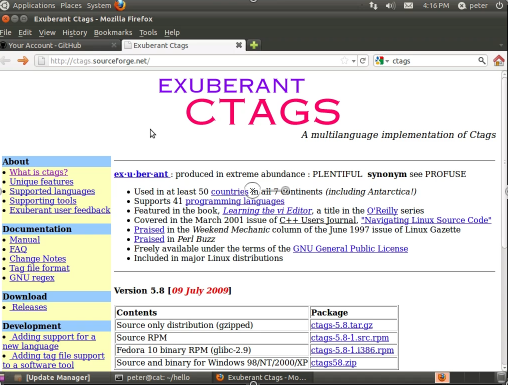 Applications Places System 4:16 PM peter
Exuberant Ctags - Mozilla Firefox
File Edit View History Bookmarks Tools Help
Your Account - GitHub Exuberant Ctags
http://ctags.sourceforge.net/ ctags
EXUBERANT
CTAGS
A multilanguage implementation of Ctags
About
What is ctags?
Unique features
Supported languages
Supporting tools
Exuberant user feedback
Documentation
Manual
FAQ
Change Notes
Tag file format
GNU regex
Download
Releases
Development
Adding support for a
new language
Adding tag file support
to a software tool
ex·u·ber·ant : produced in extreme abundance : PLENTIFUL synonym see PROFUSE
Used in at least 50 countries in all 7 continents (including Antarctica!)
Supports 41 programming languages
Featured in the book, Learning the vi Editor, a title in the O'Reilly series
Covered in the March 2001 issue of C++ Users Journal, "Navigating Linux Source Code"
Praised in the Weekend Mechanic column of the June 1997 issue of Linux Gazette
Praised in Perl Buzz
Freely available under the terms of the GNU General Public License
Included in major Linux distributions
Version 5.8 [09 July 2009]
Contents Package
Source only distribution (gzipped) ctags-5.8.tar.gz
Source RPM ctags-5.8-1.src.rpm
Fedora 10 binary RPM (glibc-2.9) ctags-5.8-1.i386.rpm
Source and binary for Windows 98/NT/2000/XP ctags58.zip
[Update Manager] peter@cat: ~/hello Exuberant Ctags - Mo...